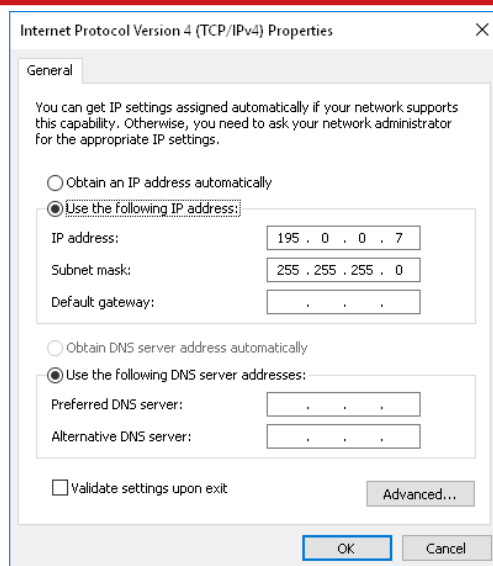 Internet Protocol Version 4 (TCP/IPv4) Properties
General
You can get IP settings assigned automatically if your network supports
this capability. Otherwise, you need to ask your network administrator
for the appropriate IP settings.
Obtain an IP address automatically
Use the following IP address:
IP address: 195 . 0 . 0 . 7
Subnet mask: 255 . 255 . 255 . 0
Default gateway: . . .
Obtain DNS server address automatically
Use the following DNS server addresses:
Preferred DNS server: . . .
Alternative DNS server: . . .
Validate settings upon exit
Advanced...
OK Cancel